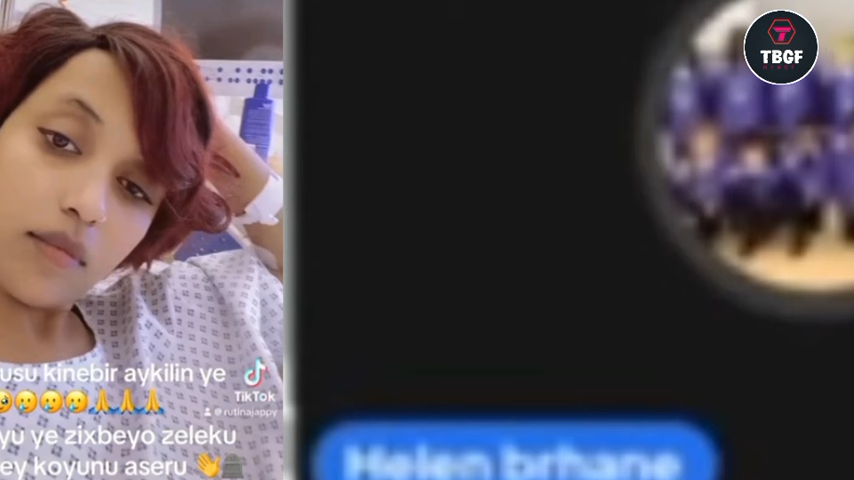 TBGF
usu kinebir aykilin ye
🥹🥲🥲🥲🙏🙏🙏
TikTok
@rutinajappy
yu ye zixbeyo zeleku
ey koyunu aseru 👋
Helen brhane